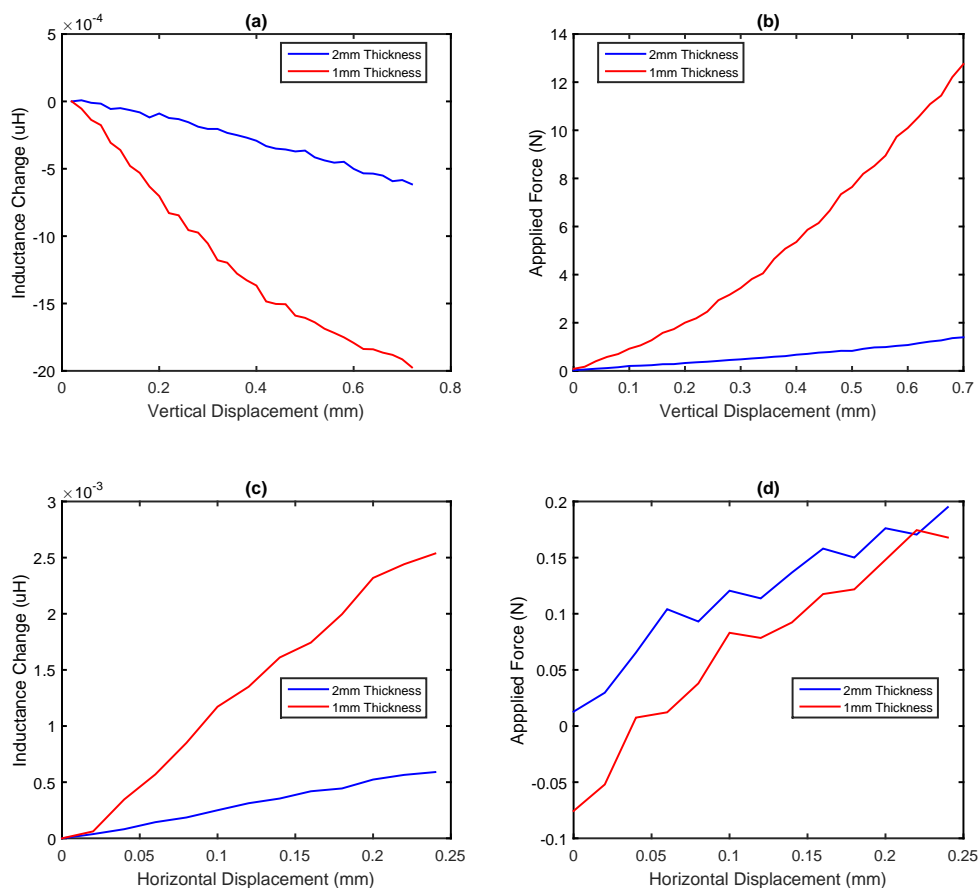 (a)
×10-4
5
0
-5
-10
-15
-20
0
0.2
0.4
0.6
0.8
Inductance Change (uH)
Vertical Displacement (mm)
2mm Thickness
1mm Thickness
(b)
14
12
10
8
6
4
2
0
0
0.1
0.2
0.3
0.4
0.5
0.6
0.7
Appplied Force (N)
Vertical Displacement (mm)
2mm Thickness
1mm Thickness
(c)
×10-3
3
2.5
2
1.5
1
0.5
0
0
0.05
0.1
0.15
0.2
0.25
Inductance Change (uH)
Horizontal Displacement (mm)
2mm Thickness
1mm Thickness
(d)
0.2
0.15
0.1
0.05
0
-0.05
-0.1
0
0.05
0.1
0.15
0.2
0.25
Appplied Force (N)
Horizontal Displacement (mm)
2mm Thickness
1mm Thickness